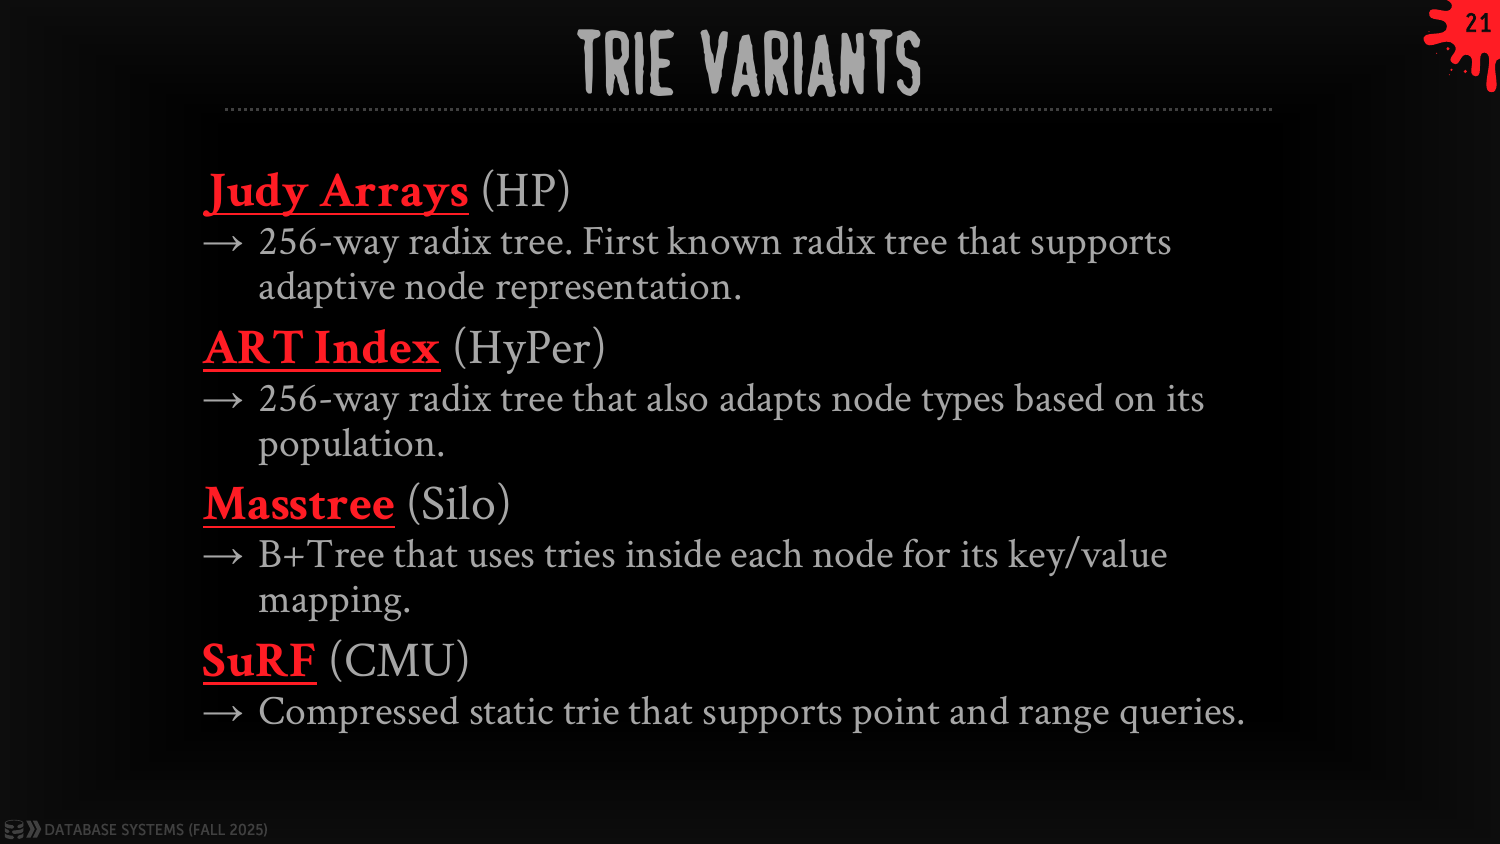 21
TRIE VARIANTS
Judy Arrays (HP)
→ 256-way radix tree. First known radix tree that supports
adaptive node representation.
ART Index (HyPer)
→ 256-way radix tree that also adapts node types based on its
population.
Masstree (Silo)
→ B+Tree that uses tries inside each node for its key/value
mapping.
SuRF (CMU)
→ Compressed static trie that supports point and range queries.
DATABASE SYSTEMS (FALL 2025)